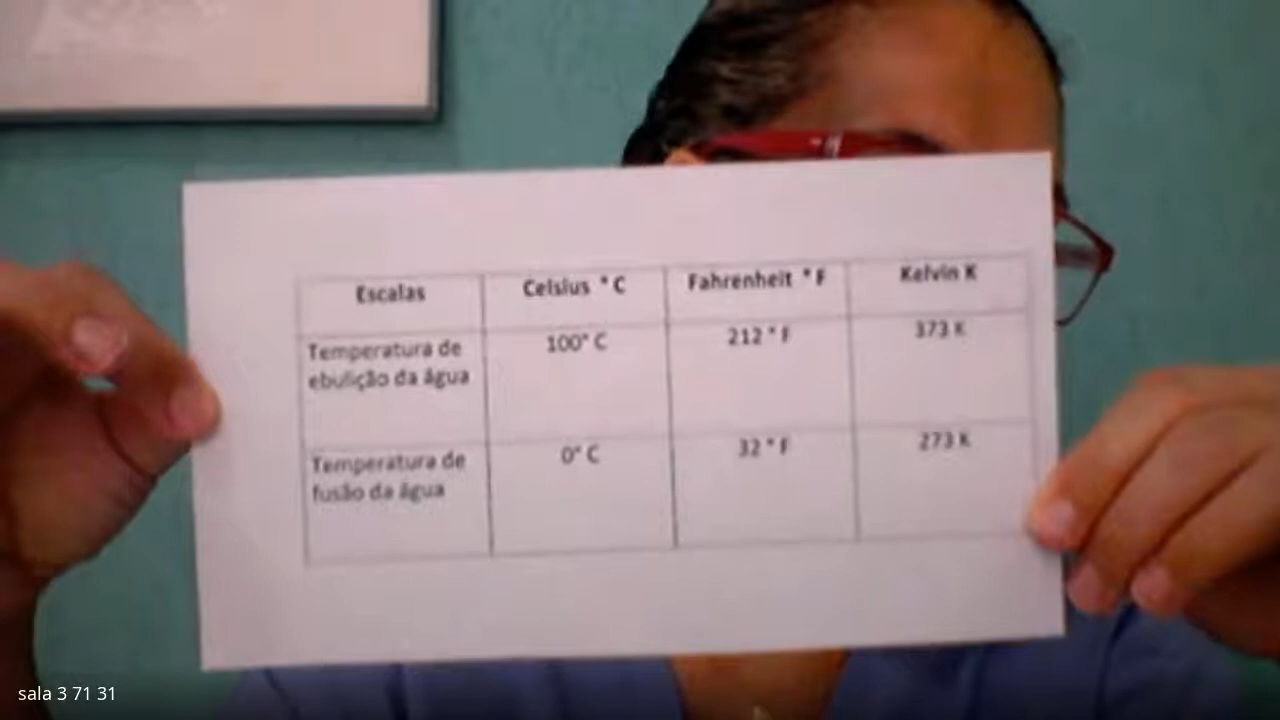 Escalas Celsius °C Fahrenheit °F Kelvin K
Temperatura de
ebulição da água 100° C 212 ° F 373 K
Temperatura de
fusão da água 0° C 32 ° F 273 K
sala 3 71 31